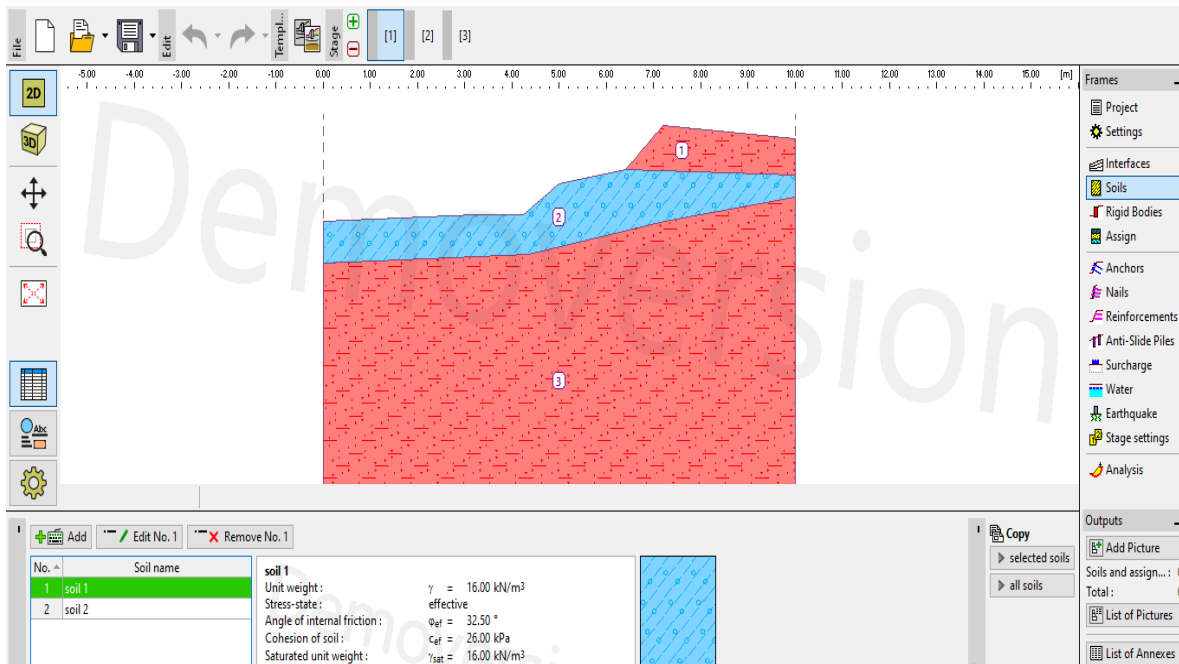 File
Edit
Templ...
Stage
[1] [2] [3]
2D
3D
-5.00 -4.00 -3.00 -2.00 -1.00 0.00 1.00 2.00 3.00 4.00 5.00 6.00 7.00 8.00 9.00 10.00 11.00 12.00 13.00 14.00 15.00 [m]
Demoversion
1
2
3
Abc
Frames
Project
Settings
Interfaces
Soils
Rigid Bodies
Assign
Anchors
Nails
Reinforcements
Anti-Slide Piles
Surcharge
Water
Earthquake
Stage settings
Analysis
Add Edit No. 1 Remove No. 1
No. Soil name
1 soil 1
2 soil 2
soil 1
Unit weight : γ = 16.00 kN/m³
Stress-state : effective
Angle of internal friction : φef = 32.50 °
Cohesion of soil : cef = 26.00 kPa
Saturated unit weight : γsat = 16.00 kN/m³
Demoversion
Copy
selected soils
all soils
Outputs
Add Picture
Soils and assign... :
Total :
List of Pictures
List of Annexes